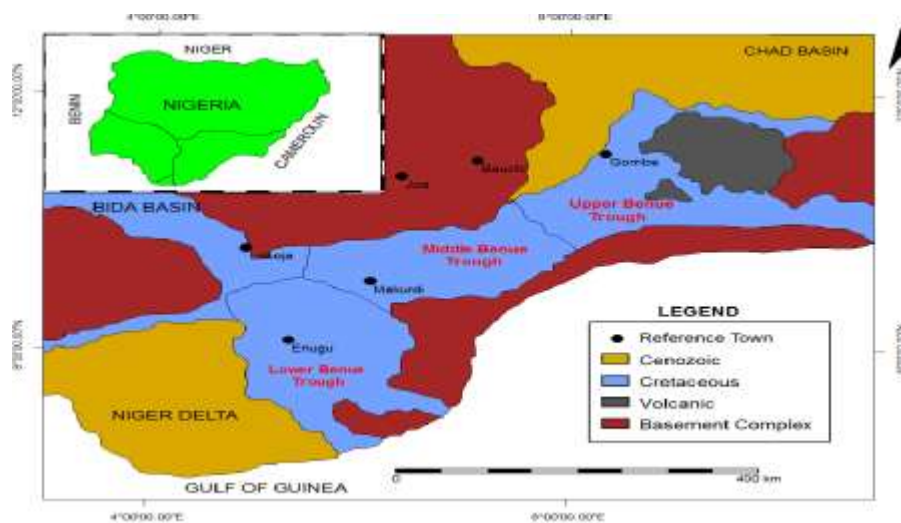 4°00'00.00"E
NIGER
NIGERIA
BENIN
CAMEROUN
CHAD BASIN
Gombe
Bauchi
Jos
BIDA BASIN
Upper Benue
Trough
Middle Benue
Trough
Makurdi
Enugu
Lower Benue
Trough
NIGER DELTA
GULF OF GUINEA
LEGEND
Reference Town
Cenozoic
Cretaceous
Volcanic
Basement Complex
0
400 km
4°00'00.00"E